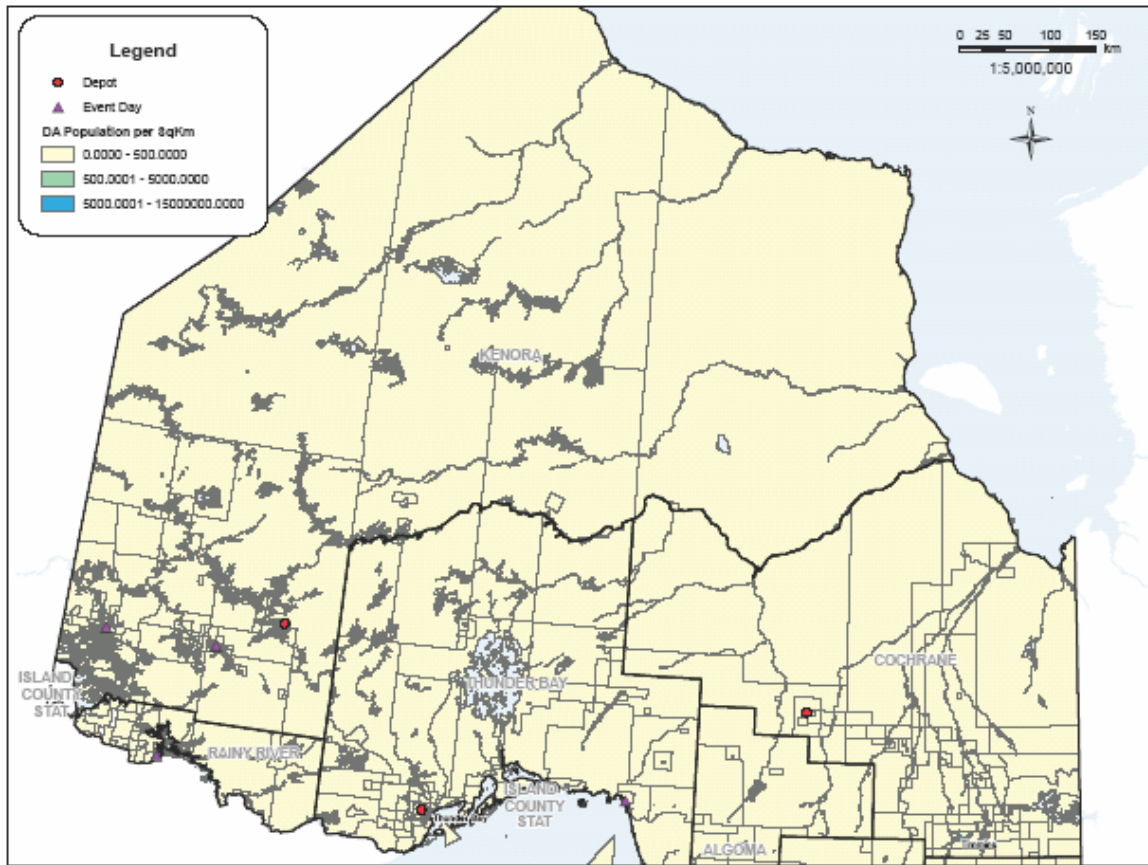 Legend
Depot
Event Day
DA Population per SqKm
0.0000 - 500.0000
500.0001 - 5000.0000
5000.0001 - 15000000.0000
0 25 50 100 150
km
1:5,000,000
N
KENORA
COCHRANE
THUNDER BAY
ISLAND
COUNTY
STAT
RAINY RIVER
ISLAND
COUNTY
STAT
Thunder Bay
ALGOMA